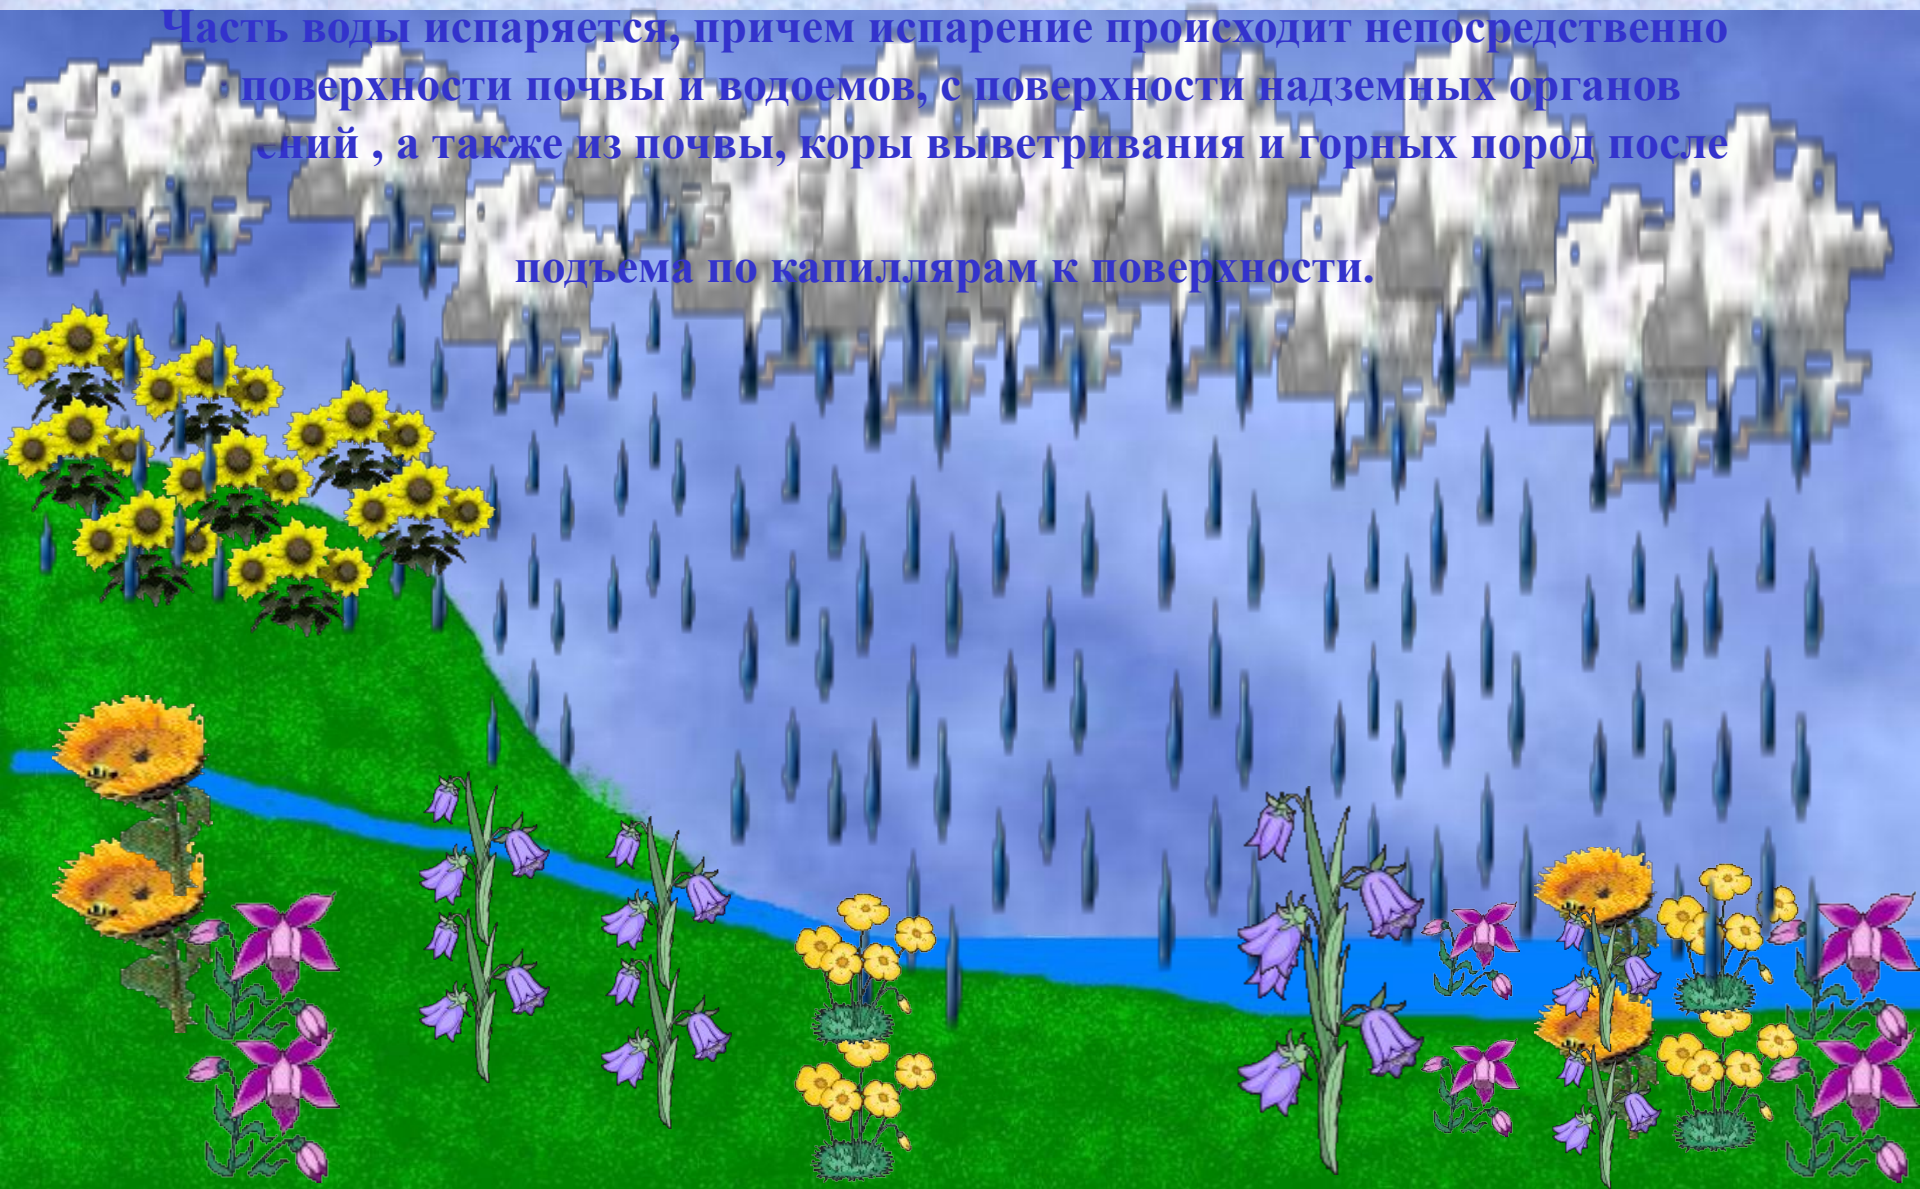 Часть воды испаряется, причем испарение происходит непосредственно
поверхности почвы и водоемов, с поверхности надземных органов
ений , а также из почвы, коры выветривания и горных пород после
подъема по капиллярам к поверхности.